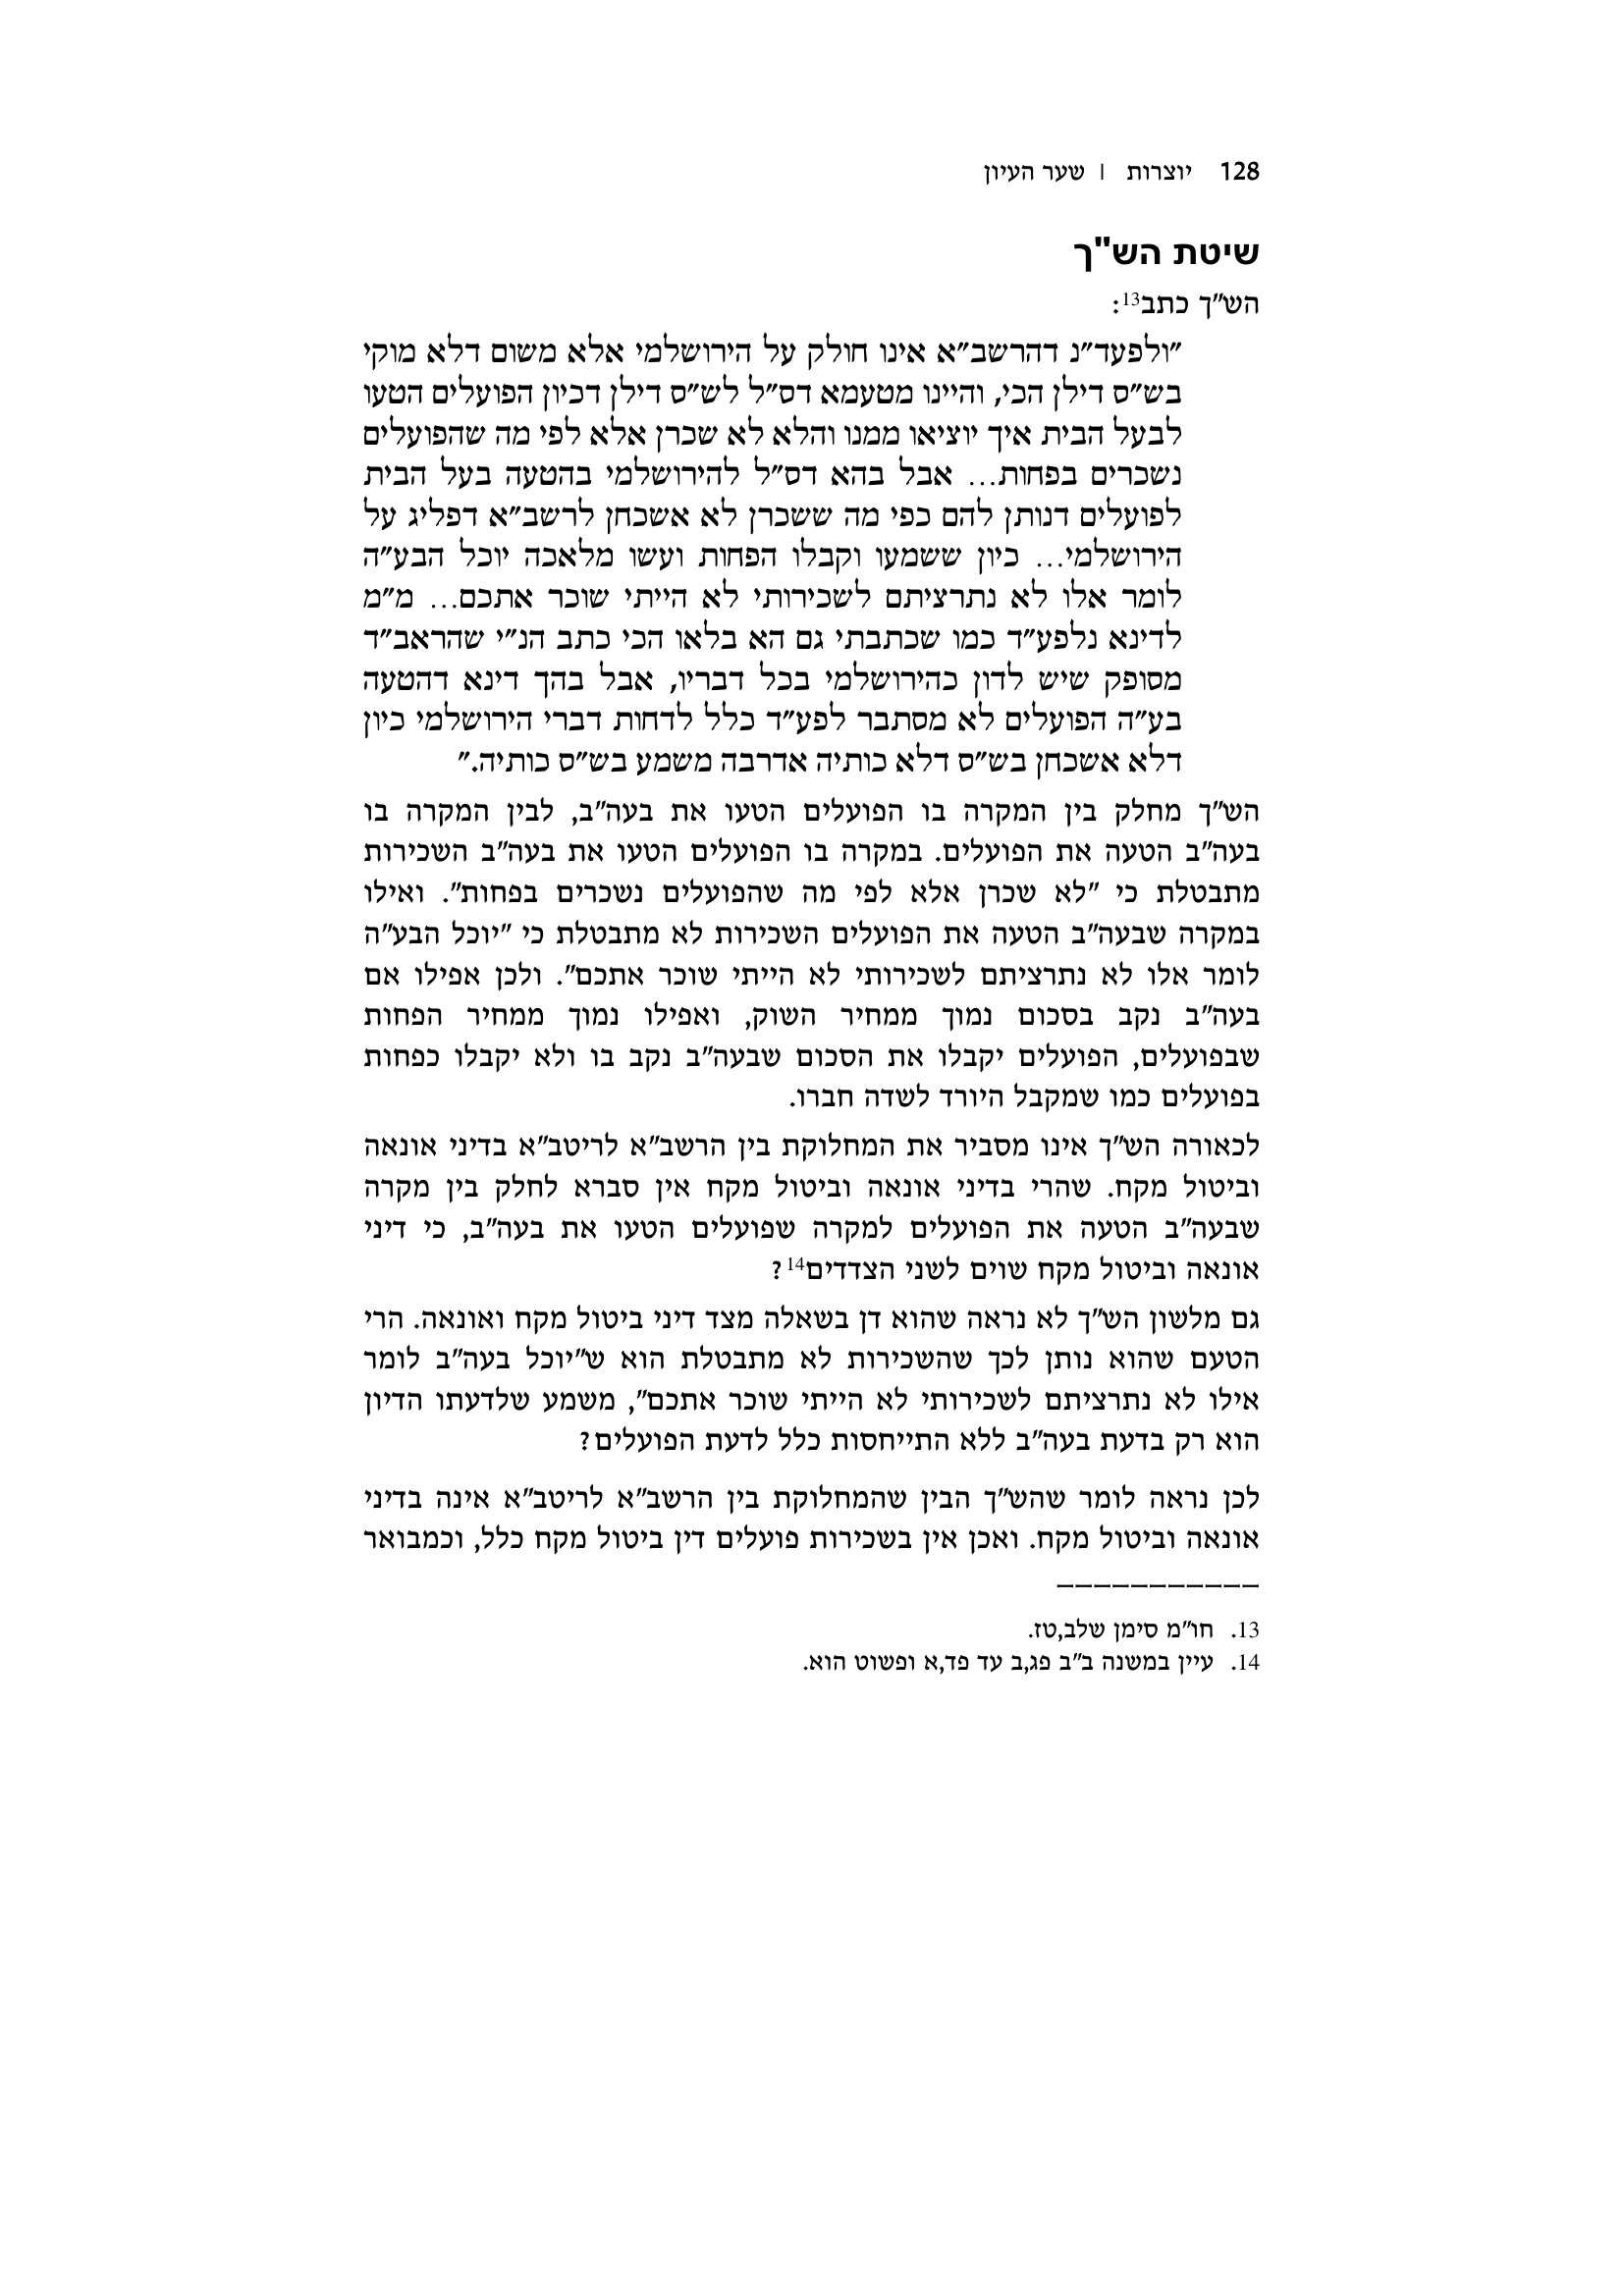 128 יוצרות | שער העיון
שיטת הש"ך
הש"ך כתב13:
"ולפעד"נ דהרשב"א אינו חולק על הירושלמי אלא משום דלא מוקי
בש"ס דילן הכי, והיינו מטעמא דס"ל לש"ס דילן דכיון הפועלים הטעו
לבעל הבית איך יוציאו ממנו והלא לא שכרן אלא לפי מה שהפועלים
נשכרים בפחות... אבל בהא דס"ל להירושלמי בהטעה בעל הבית
לפועלים דנותן להם כפי מה ששכרן לא אשכחן לרשב"א דפליג על
הירושלמי... כיון ששמעו וקבלו הפחות ועשו מלאכה יוכל הבע"ה
לומר אלו לא נתרציתם לשכירותי לא הייתי שוכר אתכם... מ"מ
לדינא נלפע"ד כמו שכתבתי גם הא בלאו הכי כתב הנ"י שהראב"ד
מסופק שיש לדון כהירושלמי בכל דבריו, אבל בהך דינא דהטעה
בע"ה הפועלים לא מסתבר לפע"ד כלל לדחות דברי הירושלמי כיון
דלא אשכחן בש"ס דלא כותיה אדרבה משמע בש"ס כותיה."
הש"ך מחלק בין המקרה בו הפועלים הטעו את בעה"ב, לבין המקרה בו
בעה"ב הטעה את הפועלים. במקרה בו הפועלים הטעו את בעה"ב השכירות
מתבטלת כי "לא שכרן אלא לפי מה שהפועלים נשכרים בפחות". ואילו
במקרה שבעה"ב הטעה את הפועלים השכירות לא מתבטלת כי "יוכל הבע"ה
לומר אלו לא נתרציתם לשכירותי לא הייתי שוכר אתכם". ולכן אפילו אם
בעה"ב נקב בסכום נמוך ממחיר השוק, ואפילו נמוך ממחיר הפחות
שבפועלים, הפועלים יקבלו את הסכום שבעה"ב נקב בו ולא יקבלו כפחות
בפועלים כמו שמקבל היורד לשדה חברו.
לכאורה הש"ך אינו מסביר את המחלוקת בין הרשב"א לריטב"א בדיני אונאה
וביטול מקח. שהרי בדיני אונאה וביטול מקח אין סברא לחלק בין מקרה
שבעה"ב הטעה את הפועלים למקרה שפועלים הטעו את בעה"ב, כי דיני
אונאה וביטול מקח שוים לשני הצדדים14?
גם מלשון הש"ך לא נראה שהוא דן בשאלה מצד דיני ביטול מקח ואונאה. הרי
הטעם שהוא נותן לכך שהשכירות לא מתבטלת הוא ש"יוכל בעה"ב לומר
אילו לא נתרציתם לשכירותי לא הייתי שוכר אתכם", משמע שלדעתו הדיון
הוא רק בדעת בעה"ב ללא התייחסות כלל לדעת הפועלים?
לכן נראה לומר שהש"ך הבין שהמחלוקת בין הרשב"א לריטב"א אינה בדיני
אונאה וביטול מקח. ואכן אין בשכירות פועלים דין ביטול מקח כלל, וכמבואר
13. חו"מ סימן שלב,טז.
14. עיין במשנה ב"ב פג,ב עד פד,א ופשוט הוא.